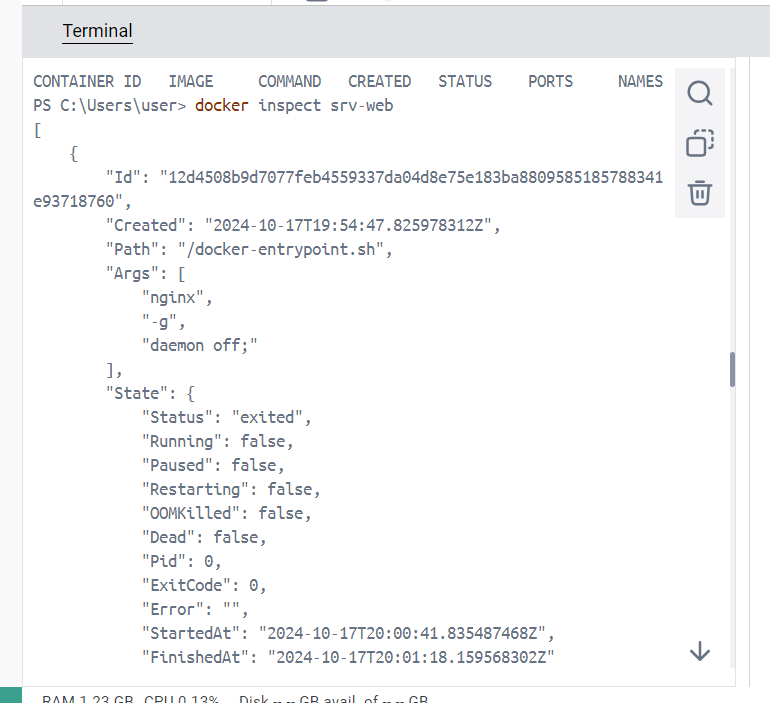 Terminal
CONTAINER ID   IMAGE     COMMAND   CREATED   STATUS    PORTS     NAMES
PS C:\Users\user> docker inspect srv-web
[
    {
        "Id": "12d4508b9d7077feb4559337da04d8e75e183ba8809585185788341
e93718760",
        "Created": "2024-10-17T19:54:47.825978312Z",
        "Path": "/docker-entrypoint.sh",
        "Args": [
            "nginx",
            "-g",
            "daemon off;"
        ],
        "State": {
            "Status": "exited",
            "Running": false,
            "Paused": false,
            "Restarting": false,
            "OOMKilled": false,
            "Dead": false,
            "Pid": 0,
            "ExitCode": 0,
            "Error": "",
            "StartedAt": "2024-10-17T20:00:41.835487468Z",
            "FinishedAt": "2024-10-17T20:01:18.159568302Z"
RAM 1.23 GB CPU 0.13% Disk -- -- GB avail. of -- -- GB